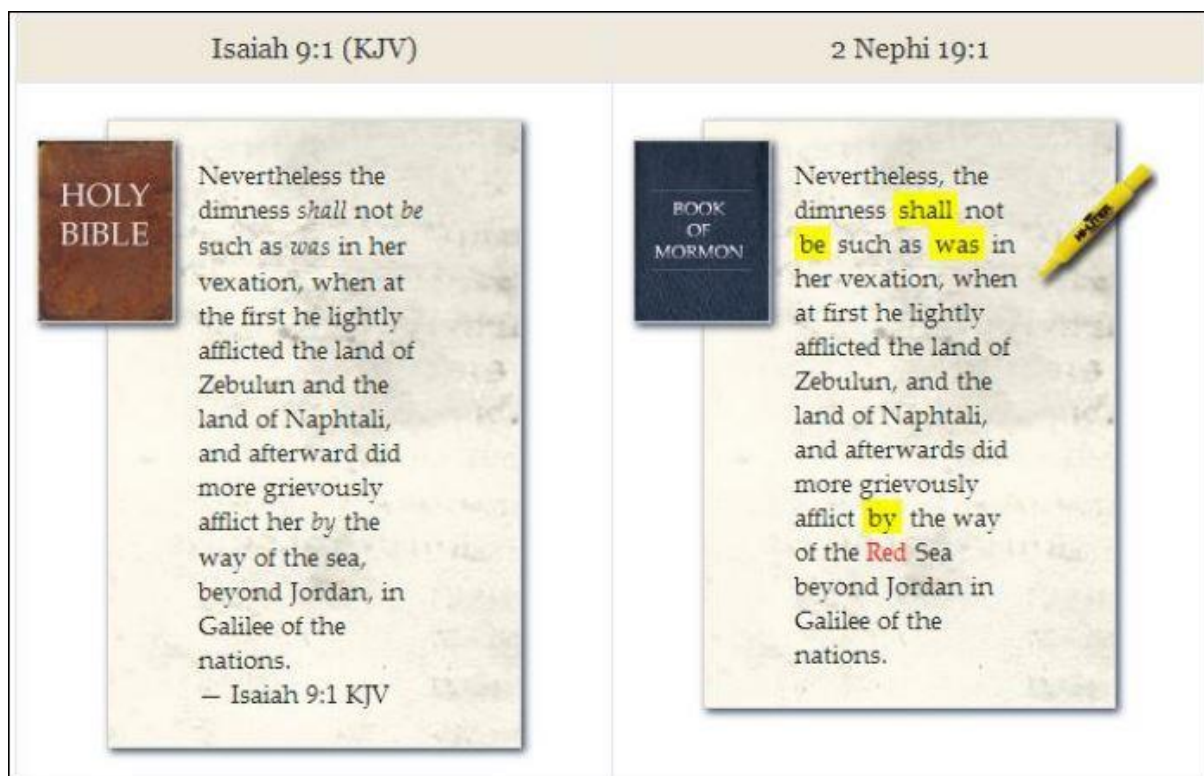 Isaiah 9:1 (KJV)
HOLY
BIBLE
Nevertheless the
dimness shall not be
such as was in her
vexation, when at
the first he lightly
afflicted the land of
Zebulun and the
land of Naphtali,
and afterward did
more grievously
afflict her by the
way of the sea,
beyond Jordan, in
Galilee of the
nations.
— Isaiah 9:1 KJV
2 Nephi 19:1
BOOK
OF
MORMON
Nevertheless, the
dimness shall not
be such as was in
her vexation, when
at first he lightly
afflicted the land of
Zebulun, and the
land of Naphtali,
and afterwards did
more grievously
afflict by the way
of the Red Sea
beyond Jordan in
Galilee of the
nations.